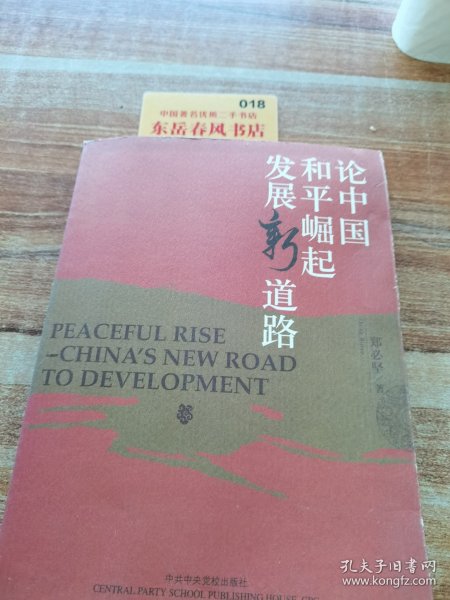 018
中国著名优质二手书店
东岳春风书店
论中国
和平崛起
发展新道路
PEACEFUL RISE
–CHINA'S NEW ROAD
TO DEVELOPMENT
郑必坚 著
中共中央党校出版社
CENTRAL PARTY SCHOOL PUBLISHING HOUSE, CPC
孔夫子旧书网
www.kongfz.com